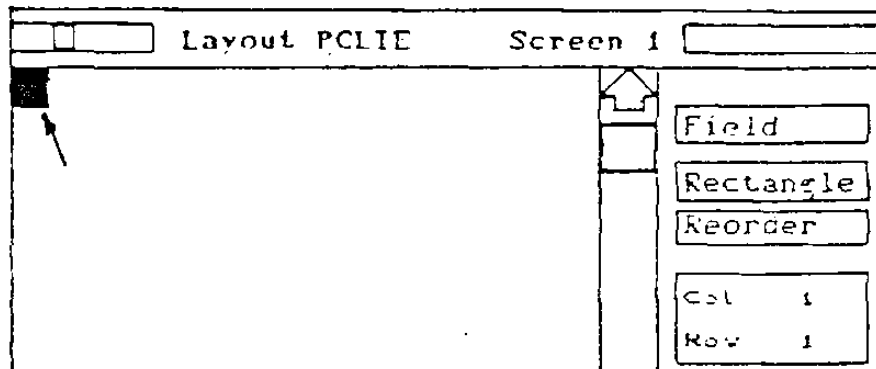 Layout PCLIE Screen 1
Field
Rectangle
Reorder
Col 1
Row 1